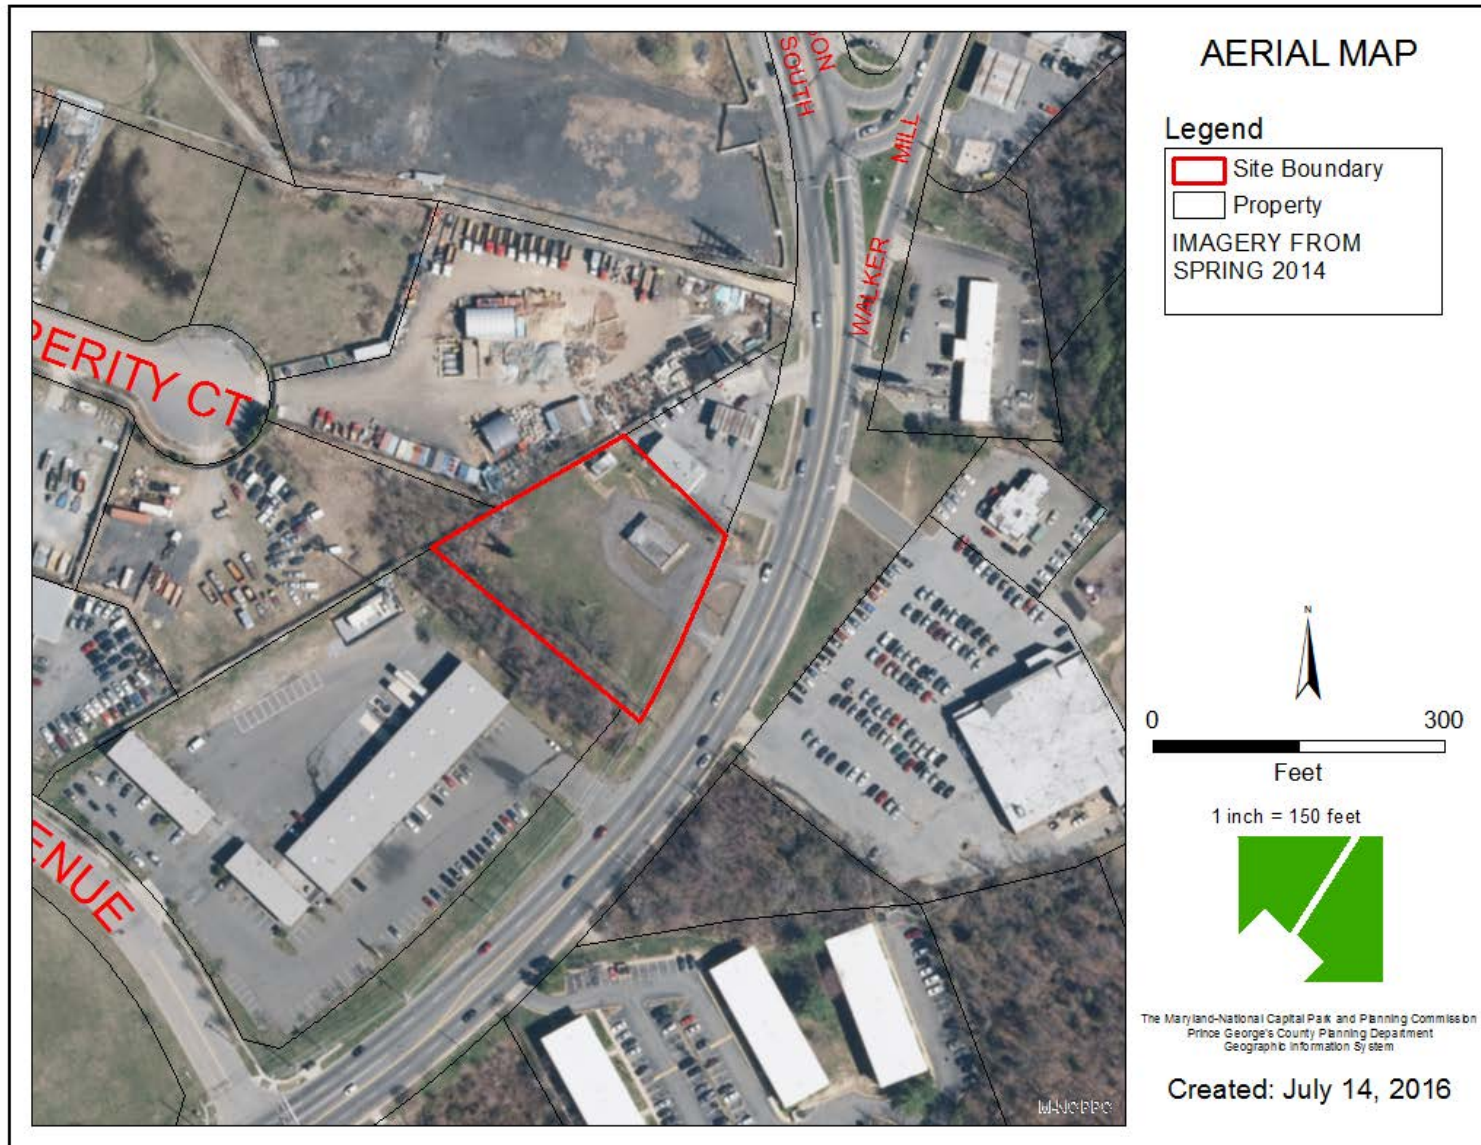 AERIAL MAP
Legend
Site Boundary
Property
IMAGERY FROM
SPRING 2014
SOUTH
MILL
WALKER
PERITY CT
ENUE
N
0 300
Feet
1 inch = 150 feet
The Maryland-National Capital Park and Planning Commission
Prince George's County Planning Department
Geographic Information System
Created: July 14, 2016
M-NCPPC